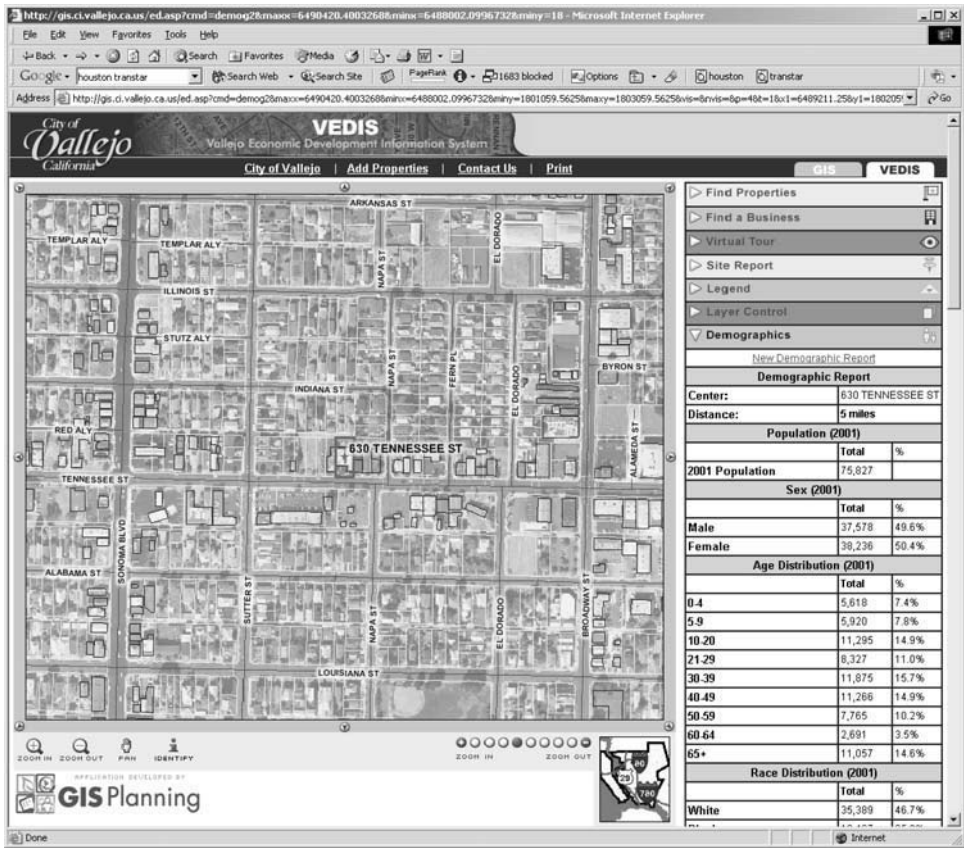 http://gis.ci.vallejo.ca.us/ed.asp?cmd=demog2&maxx=6490420.4003268&minx=6488002.0996732&miny=18 - Microsoft Internet Explorer
File Edit View Favorites Tools Help
Back Search Favorites Media
Google houston transtar Search Web Search Site PageRank 1683 blocked Options houston transtar
Address http://gis.ci.vallejo.ca.us/ed.asp?cmd=demog2&maxx=6490420.4003268&minx=6488002.0996732&miny=1801059.5625&maxy=1803059.5625&vis=&nvis=&p=4&t=1&x1=6489211.25&y1=180205 Go
City of Vallejo California
VEDIS
Vallejo Economic Development Information System
City of Vallejo | Add Properties | Contact Us | Print
GIS VEDIS
ARKANSAS ST
TEMPLAR ALY
TEMPLAR ALY
NAPA ST
EL DORADO
ILLINOIS ST
STUTZ ALY
NAPA ST
FERN PL
EL DORADO
BYRON ST
INDIANA ST
RED ALY
ALAMEDA ST
630 TENNESSEE ST
TENNESSEE ST
SONOMA BLVD
ALABAMA ST
SUTTER ST
NAPA ST
EL DORADO
BROADWAY ST
LOUISIANA ST
ZOOM IN ZOOM OUT PAN IDENTIFY
ZOOM IN ZOOM OUT
80
29
780
APPLICATION DEVELOPED BY
GIS Planning
Find Properties
Find a Business
Virtual Tour
Site Report
Legend
Layer Control
Demographics
New Demographic Report
Demographic Report
Center: 630 TENNESSEE ST
Distance: 5 miles
Population (2001)
Total %
2001 Population 75,827
Sex (2001)
Total %
Male 37,578 49.6%
Female 38,236 50.4%
Age Distribution (2001)
Total %
0-4 5,618 7.4%
5-9 5,920 7.8%
10-20 11,295 14.9%
21-29 8,327 11.0%
30-39 11,875 15.7%
40-49 11,266 14.9%
50-59 7,765 10.2%
60-64 2,691 3.5%
65+ 11,057 14.6%
Race Distribution (2001)
Total %
White 35,389 46.7%
Done Internet